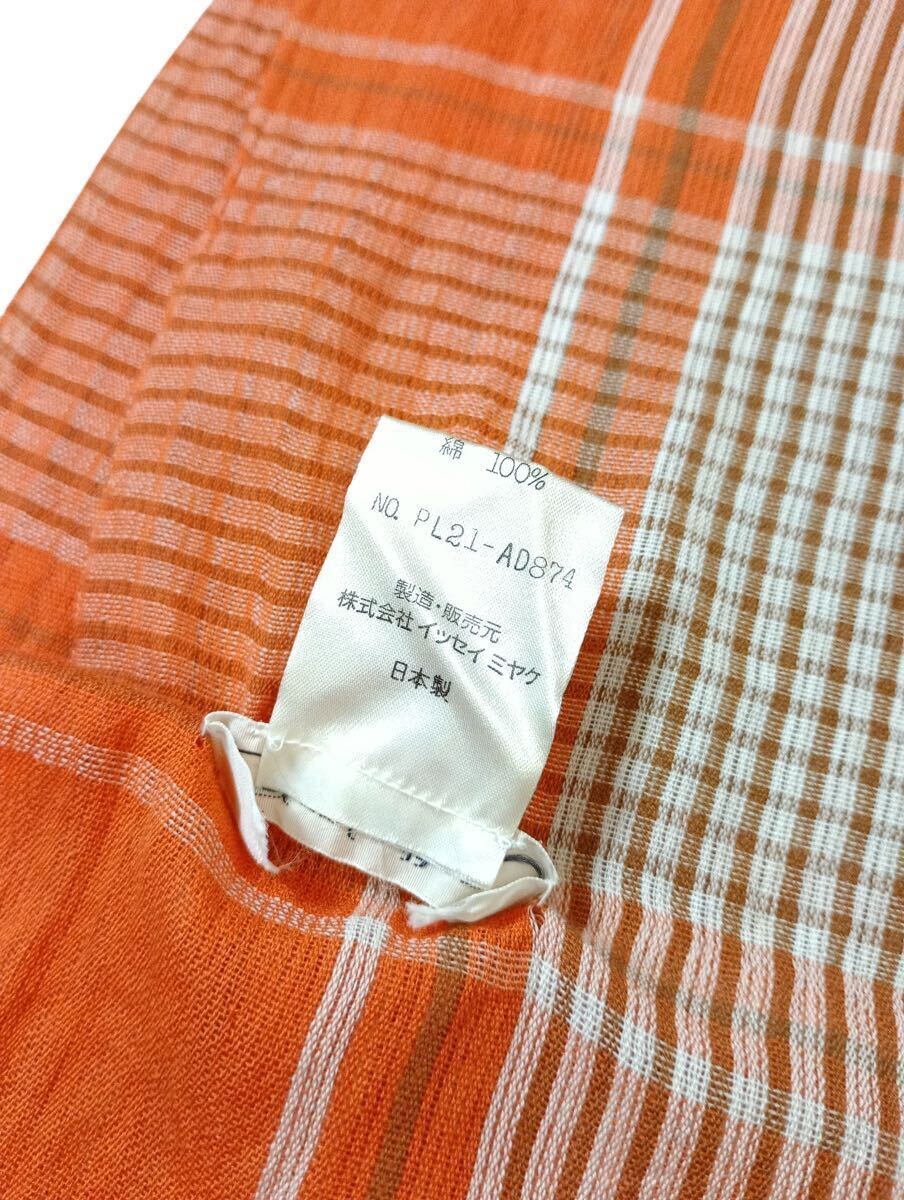 綿 100%
NO. PL21-AD874
製造・販売元
株式会社 イッセイ ミヤケ
日本製